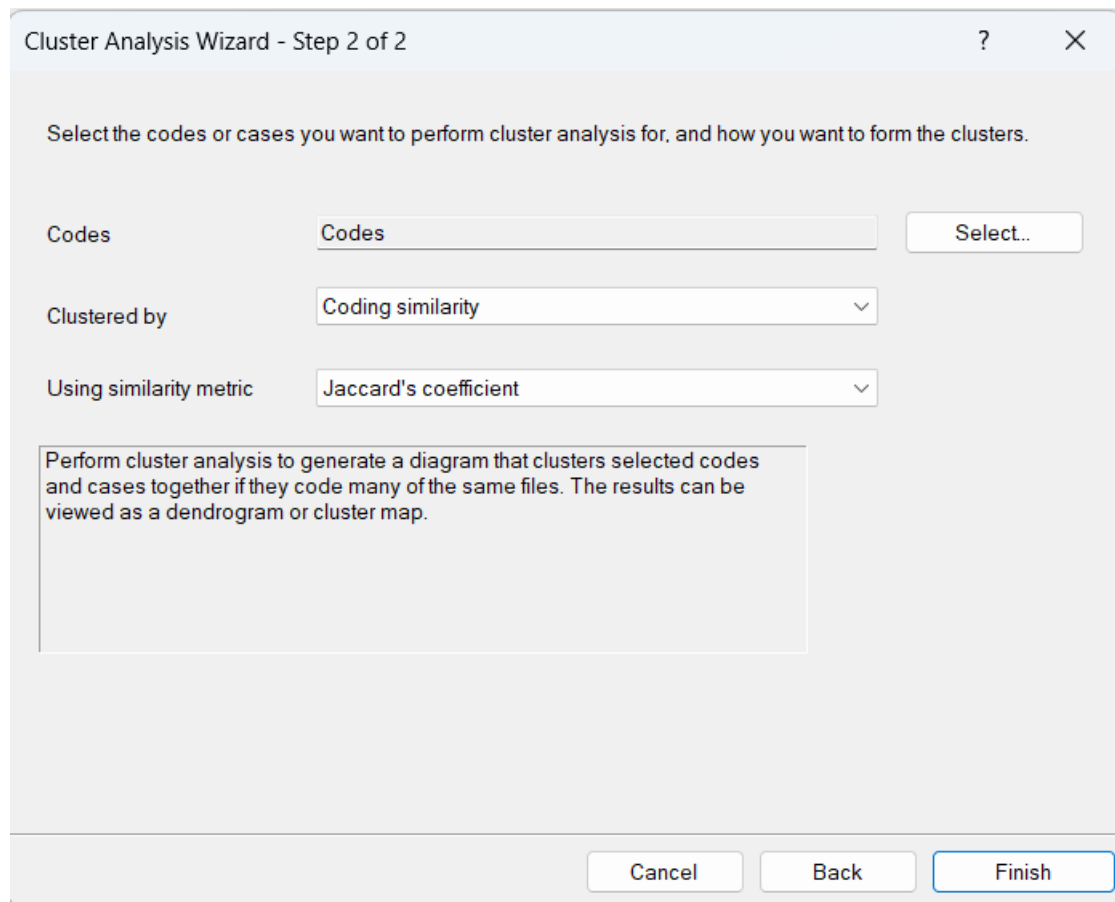 Cluster Analysis Wizard - Step 2 of 2 ?
Select the codes or cases you want to perform cluster analysis for, and how you want to form the clusters.
Codes Codes Select...
Clustered by Coding similarity
Using similarity metric Jaccard's coefficient
Perform cluster analysis to generate a diagram that clusters selected codes
and cases together if they code many of the same files. The results can be
viewed as a dendrogram or cluster map.
Cancel Back Finish